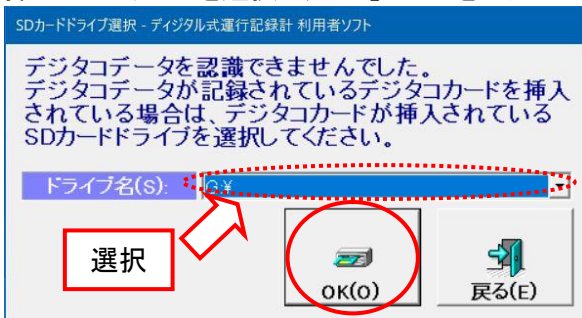 SDカードドライブ選択 - ディジタル式運行記録計 利用者ソフト
デジタコデータを認識できませんでした。
デジタコデータが記録されているデジタコカードを挿入
されている場合は、デジタコカードが挿入されている
SDカードドライブを選択してください。
ドライブ名(S): G:¥
選択
OK(O) 戻る(E)